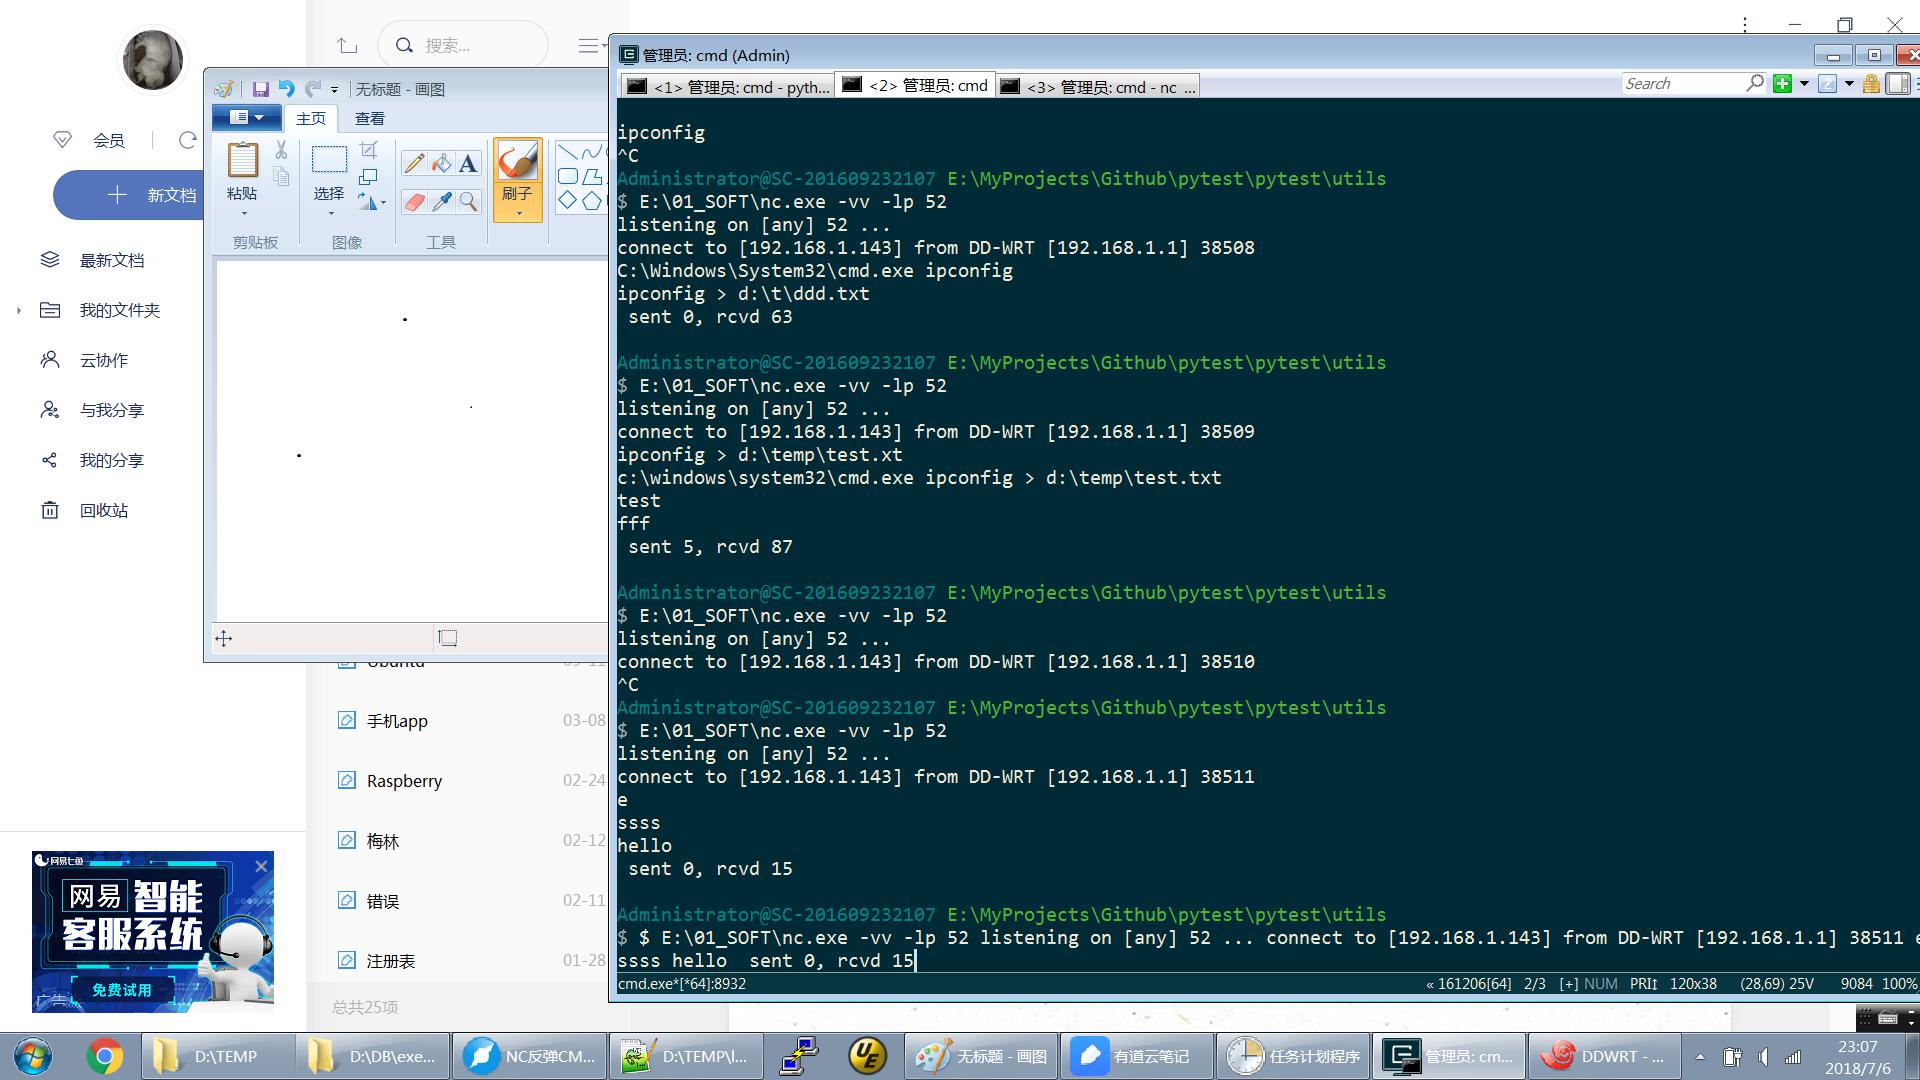 搜索...
会员
新文档
最新文档
我的文件夹
云协作
与我分享
我的分享
回收站
网易七鱼
网易 智能
客服系统
免费试用
广告
无标题 - 画图
主页
查看
粘贴
选择
刷子
剪贴板
图像
工具
Ubuntu
手机app 03-08
Raspberry 02-24
梅林 02-12
错误 02-11
注册表 01-28
总共25项
管理员: cmd (Admin)
<1> 管理员: cmd - pyth...
<2> 管理员: cmd
<3> 管理员: cmd - nc ...
Search
ipconfig
^C
Administrator@SC-201609232107 E:\MyProjects\Github\pytest\pytest\utils
$ E:\01_SOFT\nc.exe -vv -lp 52
listening on [any] 52 ...
connect to [192.168.1.143] from DD-WRT [192.168.1.1] 38508
C:\Windows\System32\cmd.exe ipconfig
ipconfig > d:\t\ddd.txt
sent 0, rcvd 63
Administrator@SC-201609232107 E:\MyProjects\Github\pytest\pytest\utils
$ E:\01_SOFT\nc.exe -vv -lp 52
listening on [any] 52 ...
connect to [192.168.1.143] from DD-WRT [192.168.1.1] 38509
ipconfig > d:\temp\test.xt
c:\windows\system32\cmd.exe ipconfig > d:\temp\test.txt
test
fff
sent 5, rcvd 87
Administrator@SC-201609232107 E:\MyProjects\Github\pytest\pytest\utils
$ E:\01_SOFT\nc.exe -vv -lp 52
listening on [any] 52 ...
connect to [192.168.1.143] from DD-WRT [192.168.1.1] 38510
^C
Administrator@SC-201609232107 E:\MyProjects\Github\pytest\pytest\utils
$ E:\01_SOFT\nc.exe -vv -lp 52
listening on [any] 52 ...
connect to [192.168.1.143] from DD-WRT [192.168.1.1] 38511
e
ssss
hello
sent 0, rcvd 15
Administrator@SC-201609232107 E:\MyProjects\Github\pytest\pytest\utils
$ $ E:\01_SOFT\nc.exe -vv -lp 52 listening on [any] 52 ... connect to [192.168.1.143] from DD-WRT [192.168.1.1] 38511 e
ssss hello  sent 0, rcvd 15
cmd.exe*[*64]:8932 « 161206[64] 2/3 [+] NUM PRI↕ 120x38 (28,69) 25V 9084 100%
D:\TEMP
D:\DB\exe...
NC反弹CM...
D:\TEMP\l...
无标题 - 画图
有道云笔记
任务计划程序
管理员: cm...
DDWRT - ...
23:07
2018/7/6